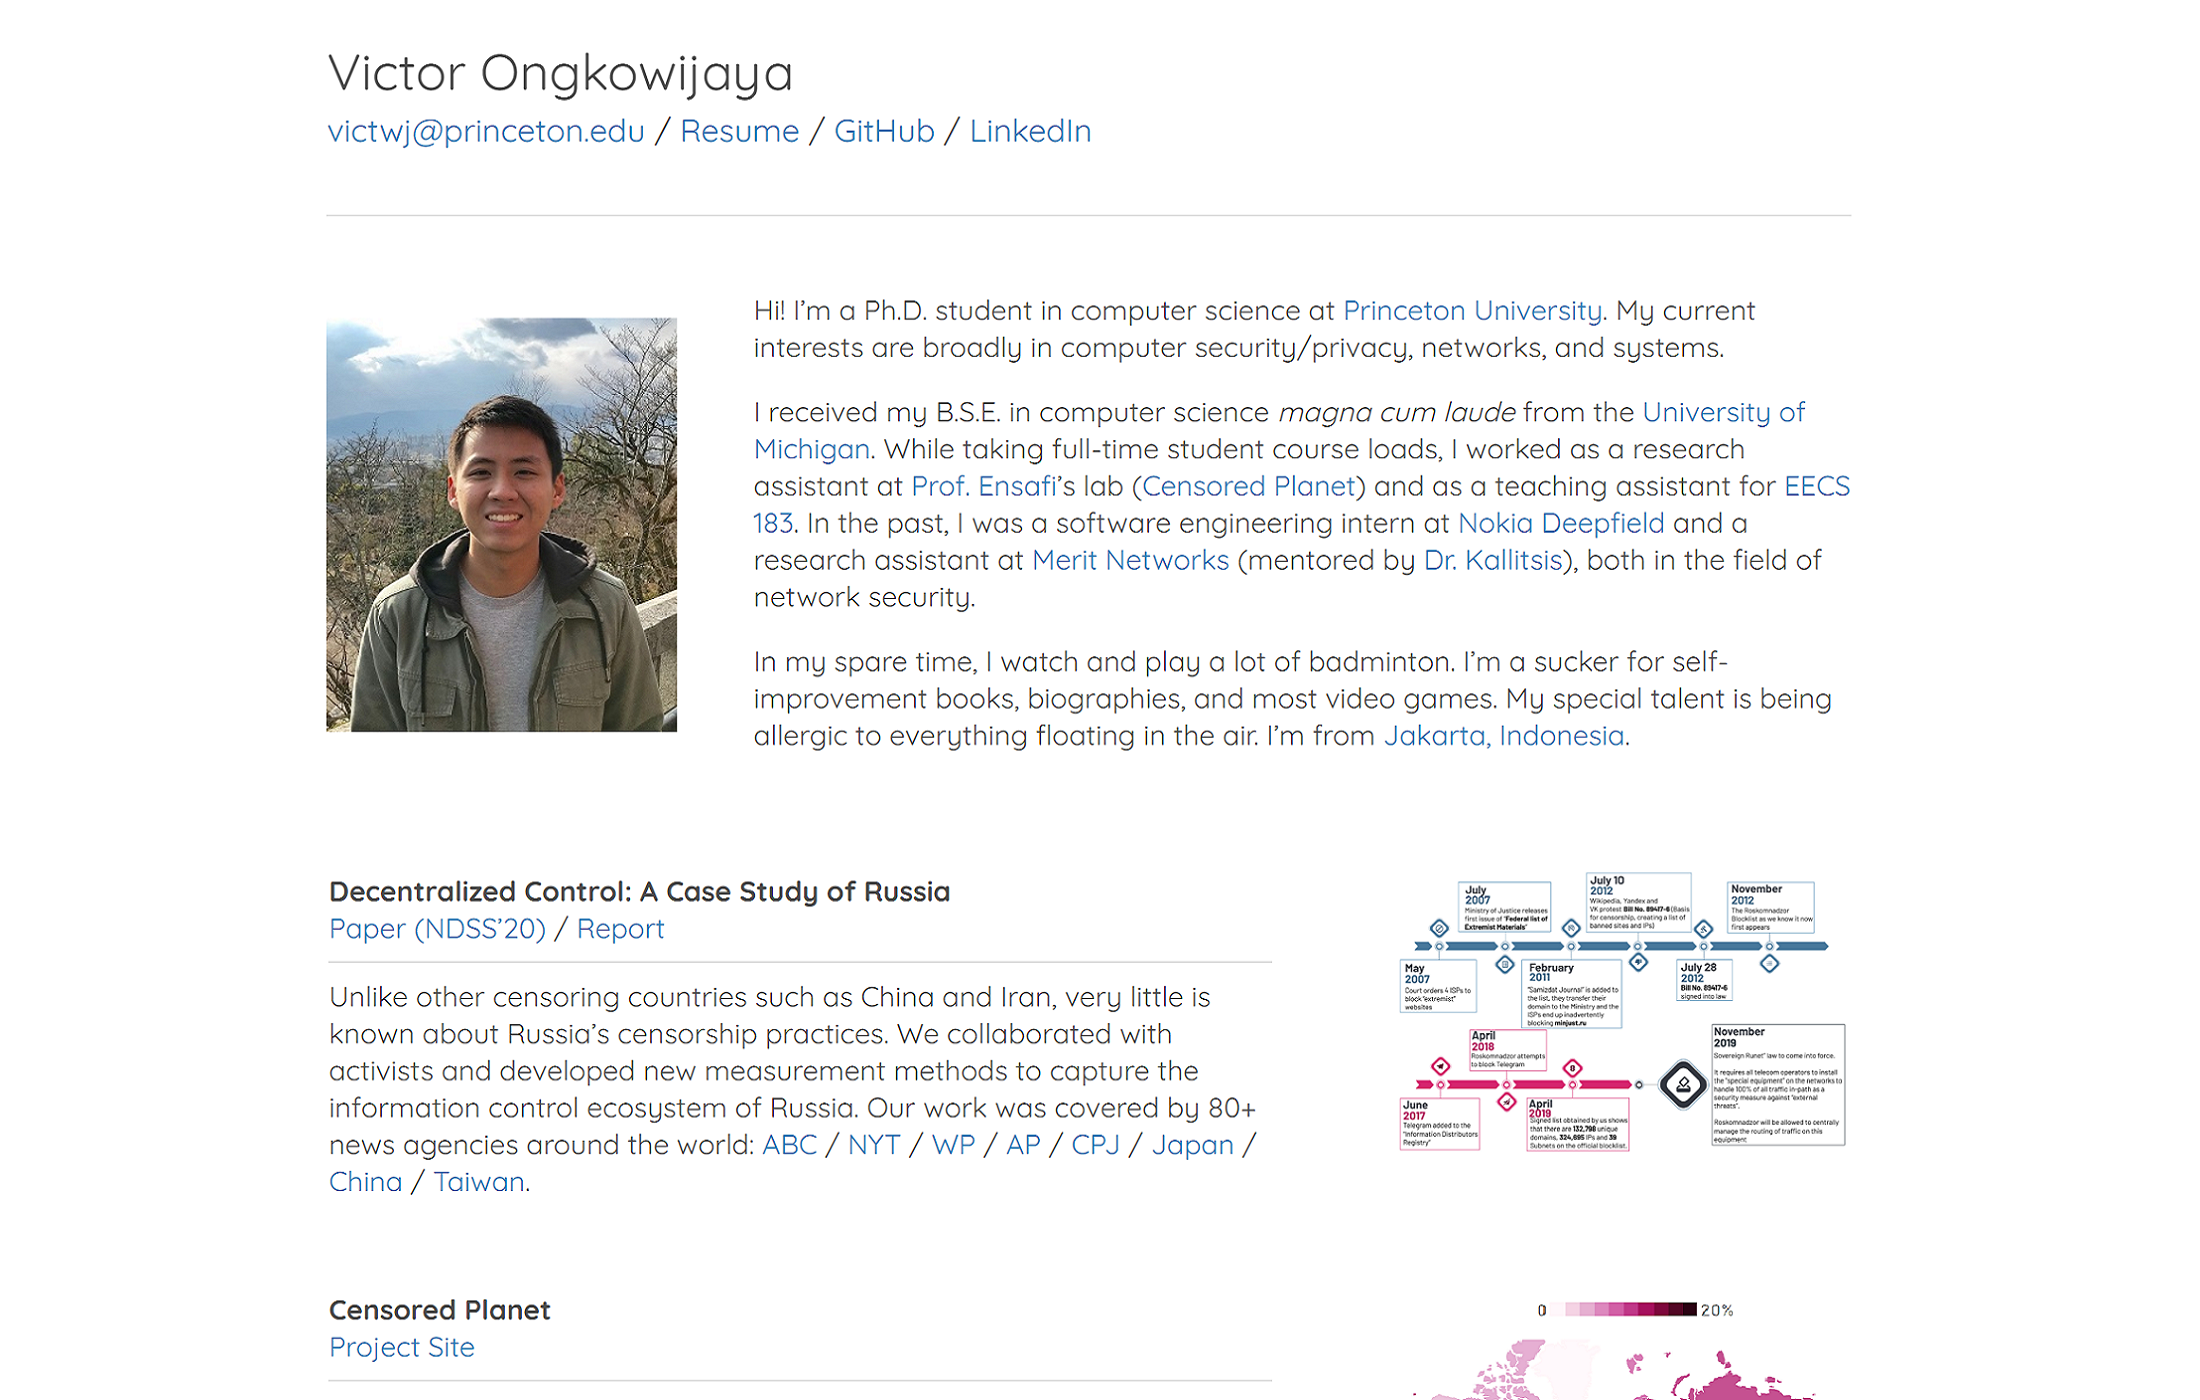 Victor Ongkowijaya
victwj@princeton.edu / Resume / GitHub / LinkedIn
Hi! I'm a Ph.D. student in computer science at Princeton University. My current
interests are broadly in computer security/privacy, networks, and systems.
I received my B.S.E. in computer science magna cum laude from the University of
Michigan. While taking full-time student course loads, I worked as a research
assistant at Prof. Ensafi's lab (Censored Planet) and as a teaching assistant for EECS
183. In the past, I was a software engineering intern at Nokia Deepfield and a
research assistant at Merit Networks (mentored by Dr. Kallitsis), both in the field of
network security.
In my spare time, I watch and play a lot of badminton. I'm a sucker for self-
improvement books, biographies, and most video games. My special talent is being
allergic to everything floating in the air. I'm from Jakarta, Indonesia.
Decentralized Control: A Case Study of Russia
Paper (NDSS'20) / Report
Unlike other censoring countries such as China and Iran, very little is
known about Russia's censorship practices. We collaborated with
activists and developed new measurement methods to capture the
information control ecosystem of Russia. Our work was covered by 80+
news agencies around the world: ABC / NYT / WP / AP / CPJ / Japan /
China / Taiwan.
July
2007
Ministry of Justice releases
first issue of "Federal list of
Extremist Materials"
July 10
2012
Wikipedia, Yandex and
VK protest Bill No. 89417-6 (Basis
for censorship, creating a list of
banned sites and IPs)
November
2012
The Roskomnadzor
Blocklist as we know it now
first appears
May
2007
Court orders 4 ISPs to
block "extremist"
websites
February
2011
"Samizdat Journal" is added to
the list, they transfer their
domain to the Ministry and the
ISPs end up inadvertently
blocking minjust.ru
July 28
2012
Bill No. 89417-6
signed into law
April
2018
Roskomnadzor attempts
to block Telegram
June
2017
Telegram added to the
"Information Distributors
Registry"
April
2019
Signed list obtained by us shows
that there are 132,798 unique
domains, 324,695 IPs and 39
Subnets on the official blocklist.
November
2019
Sovereign Runet" law to come into force.
It requires all telecom operators to install
the "special equipment" on the networks to
handle 100% of all traffic in-path as a
security measure against "external
threats".
Roskomnadzor will be allowed to centrally
manage the routing of traffic on this
equipment
Censored Planet
Project Site
0 20%